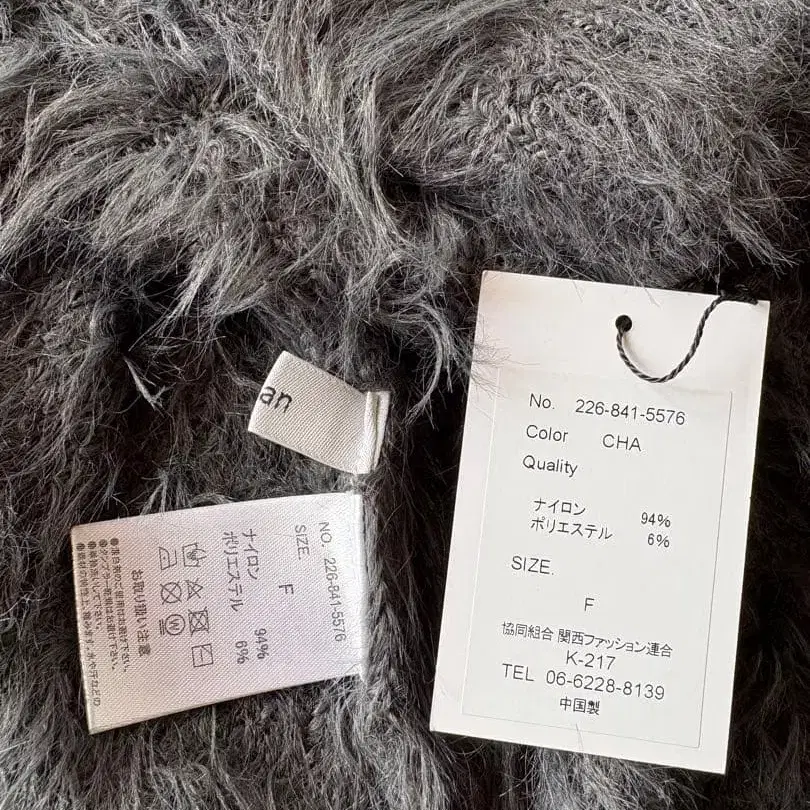 an
No. 226-841-5576
Color CHA
Quality
ナイロン 94%
ポリエステル 6%
SIZE.
F
協同組合 関西ファッション連合
K-217
TEL 06-6228-8139
中国製
NO. 226-841-5576
SIZE. F
ナイロン 94%
ポリエステル 6%
お取り扱い注意